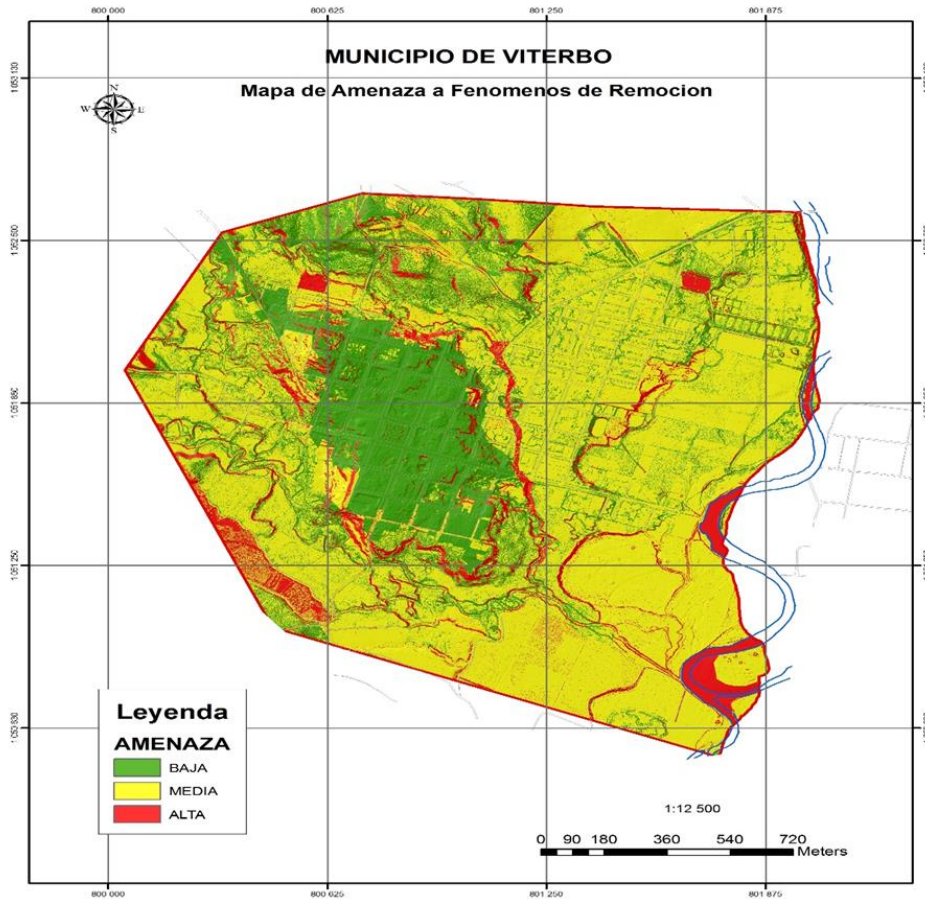 800 000 800 625 801 250 801 875
MUNICIPIO DE VITERBO
Mapa de Amenaza a Fenomenos de Remocion
N
W E
S
Leyenda
AMENAZA
BAJA
MEDIA
ALTA
1:12 500
0 90 180 360 540 720
Meters
800 000 800 625 801 250 801 875